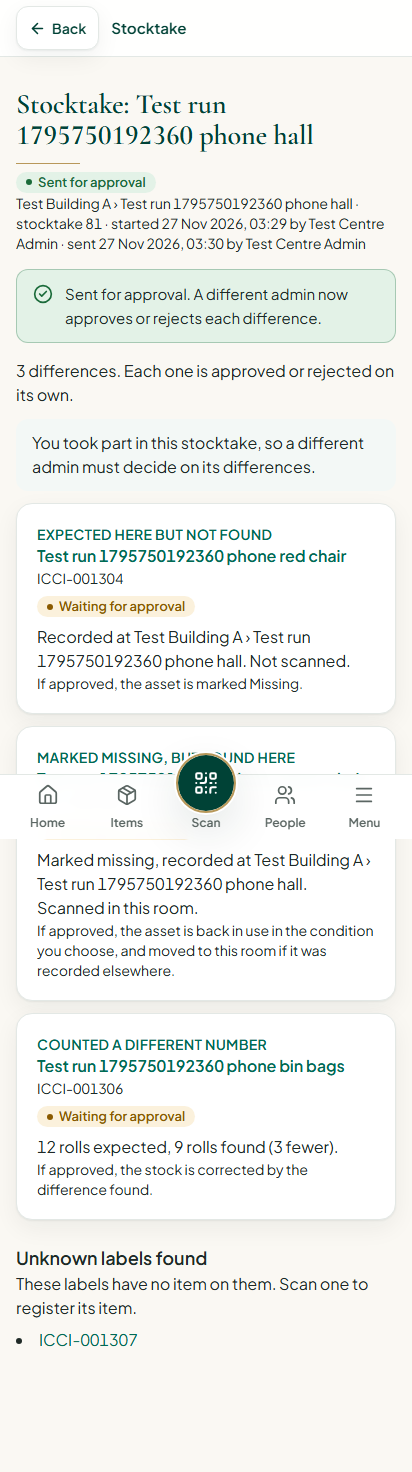 Back
Stocktake
Stocktake: Test run
1795750192360 phone hall
Sent for approval
Test Building A › Test run 1795750192360 phone hall ·
stocktake 81 · started 27 Nov 2026, 03:29 by Test Centre
Admin · sent 27 Nov 2026, 03:30 by Test Centre Admin
Sent for approval. A different admin now
approves or rejects each difference.
3 differences. Each one is approved or rejected on
its own.
You took part in this stocktake, so a different
admin must decide on its differences.
EXPECTED HERE BUT NOT FOUND
Test run 1795750192360 phone red chair
ICCI-001304
Waiting for approval
Recorded at Test Building A › Test run
1795750192360 phone hall. Not scanned.
If approved, the asset is marked Missing.
MARKED MISSING, HERE
Home
Items
Scan
People
Menu
Marked missing, recorded at Test Building A ›
Test run 1795750192360 phone hall.
Scanned in this room.
If approved, the asset is back in use in the condition
you choose, and moved to this room if it was
recorded elsewhere.
COUNTED A DIFFERENT NUMBER
Test run 1795750192360 phone bin bags
ICCI-001306
Waiting for approval
12 rolls expected, 9 rolls found (3 fewer).
If approved, the stock is corrected by the
difference found.
Unknown labels found
These labels have no item on them. Scan one to
register its item.
ICCI-001307